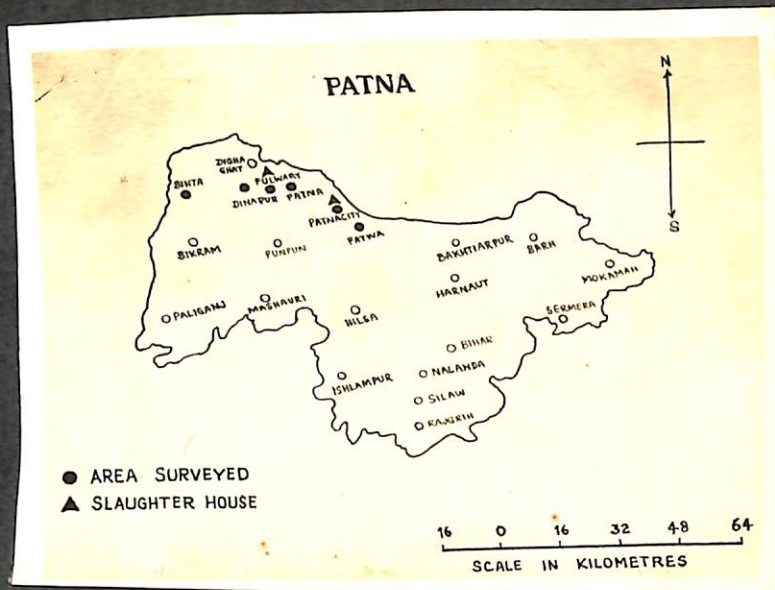 PATNA
N
S
DIGHA
GHAT
FULWARY
BIHTA
DINAPUR
PATNA
PATNACITY
PATWA
BIKRAM
PUNPUN
BAKHTIARPUR
BARH
MOKAMAH
HARNAUT
PALIGANJ
MASHAURI
HILSA
SERMERA
BIHAR
ISHLAMPUR
NALANDA
SILAW
RAJGRIH
AREA SURVEYED
SLAUGHTER HOUSE
16 0 16 32 48 64
SCALE IN KILOMETRES